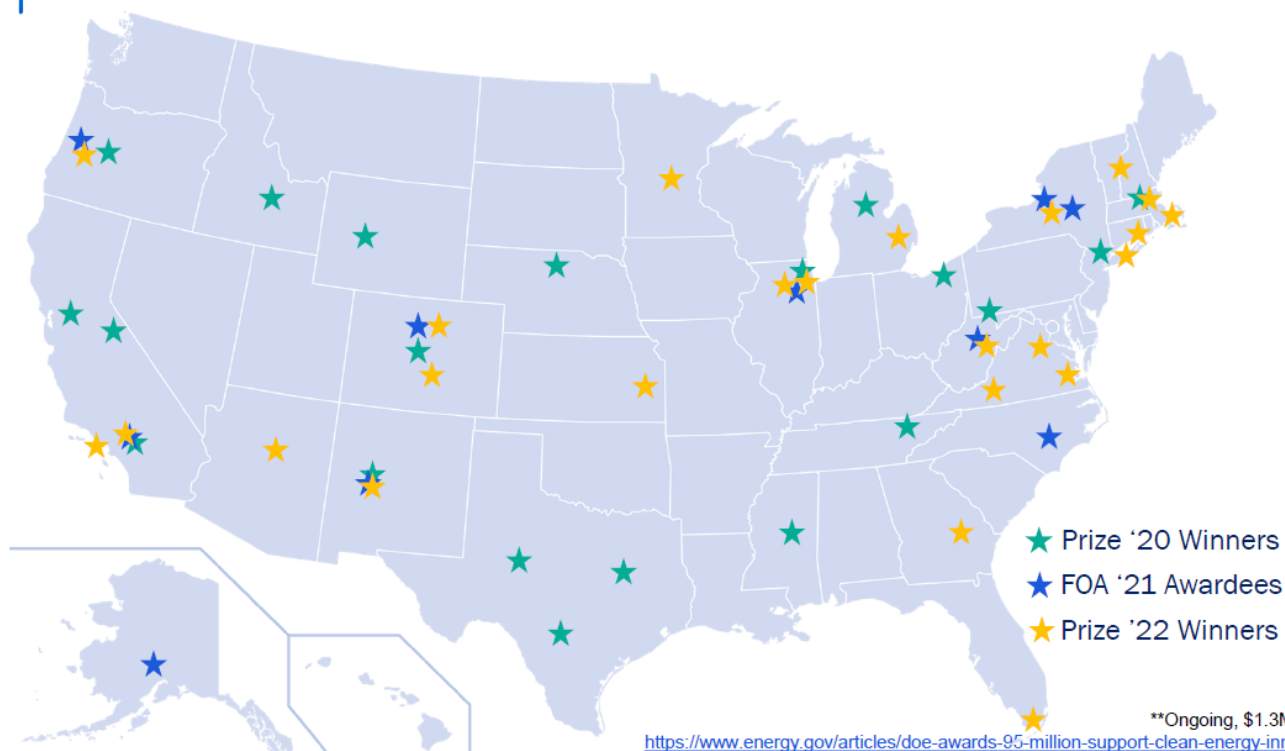 Prize ‘20 Winners
FOA ‘21 Awardees
Prize ‘22 Winners
**Ongoing, $1.3M
https://www.energy.gov/articles/doe-awards-95-million-support-clean-energy-inn